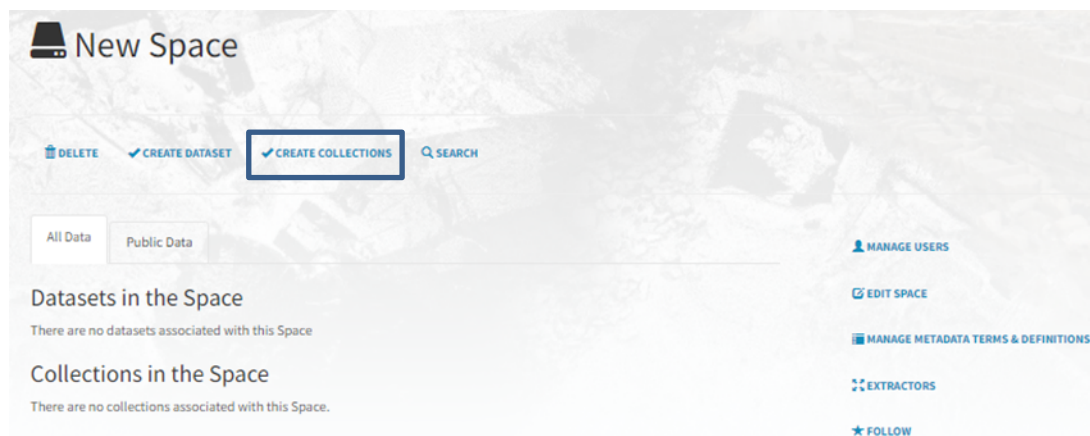 New Space
DELETE CREATE DATASET CREATE COLLECTIONS SEARCH
All Data Public Data
Datasets in the Space
There are no datasets associated with this Space
Collections in the Space
There are no collections associated with this Space.
MANAGE USERS
EDIT SPACE
MANAGE METADATA TERMS & DEFINITIONS
EXTRACTORS
FOLLOW